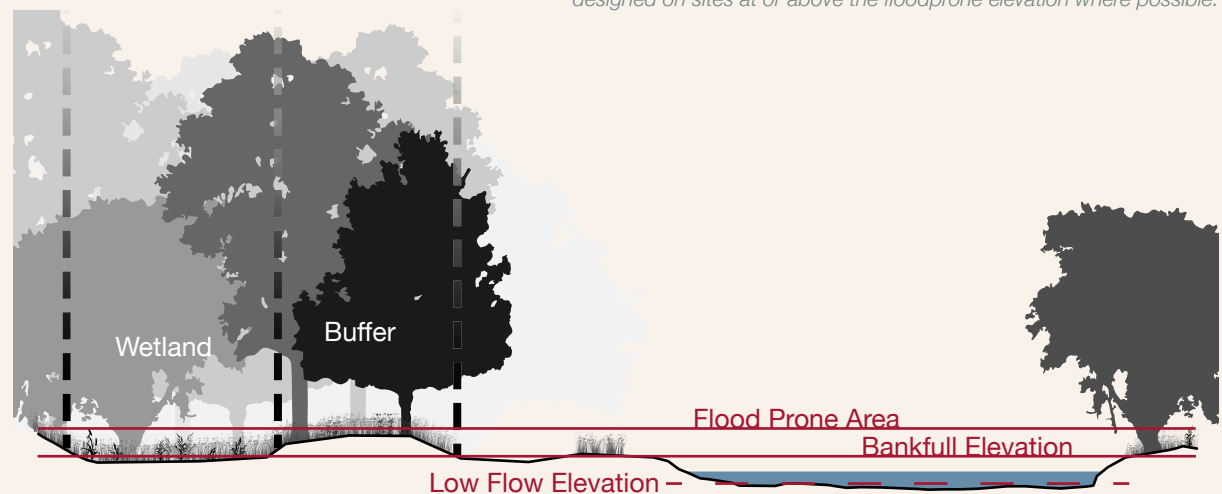 designed on sites at or above the floodprone elevation where possible.
Wetland
Buffer
Flood Prone Area
Bankfull Elevation
Low Flow Elevation